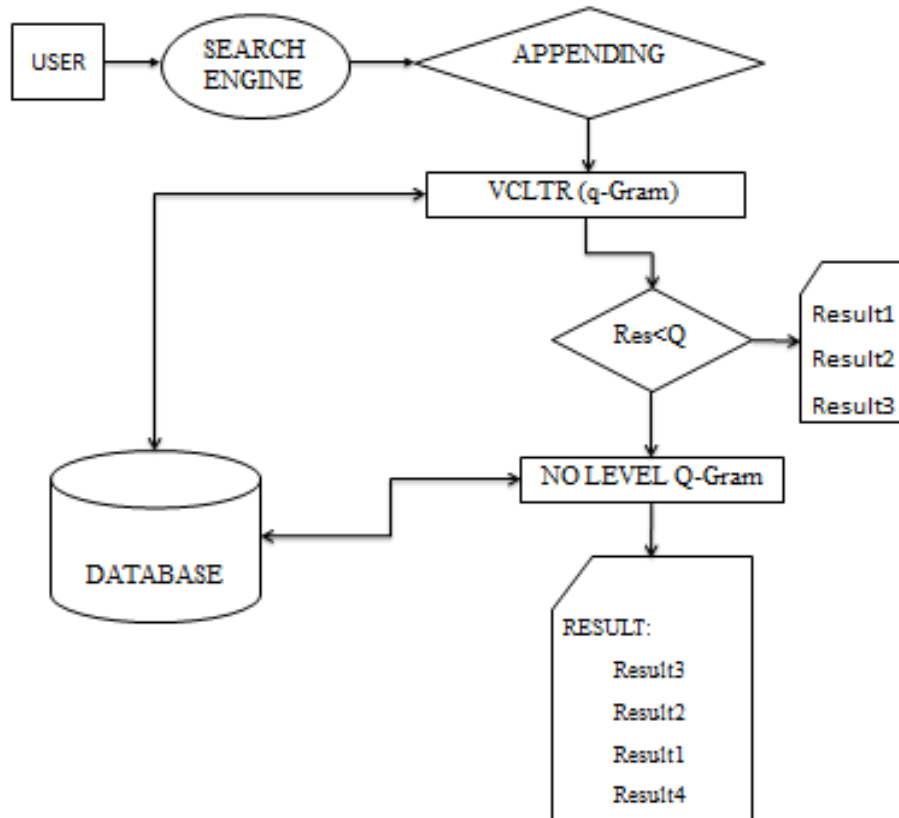 USER
SEARCH
ENGINE
APPENDING
VCLTR (q-Gram)
Res<Q
Result1
Result2
Result3
NO LEVEL Q-Gram
DATABASE
RESULT:
Result3
Result2
Result1
Result4